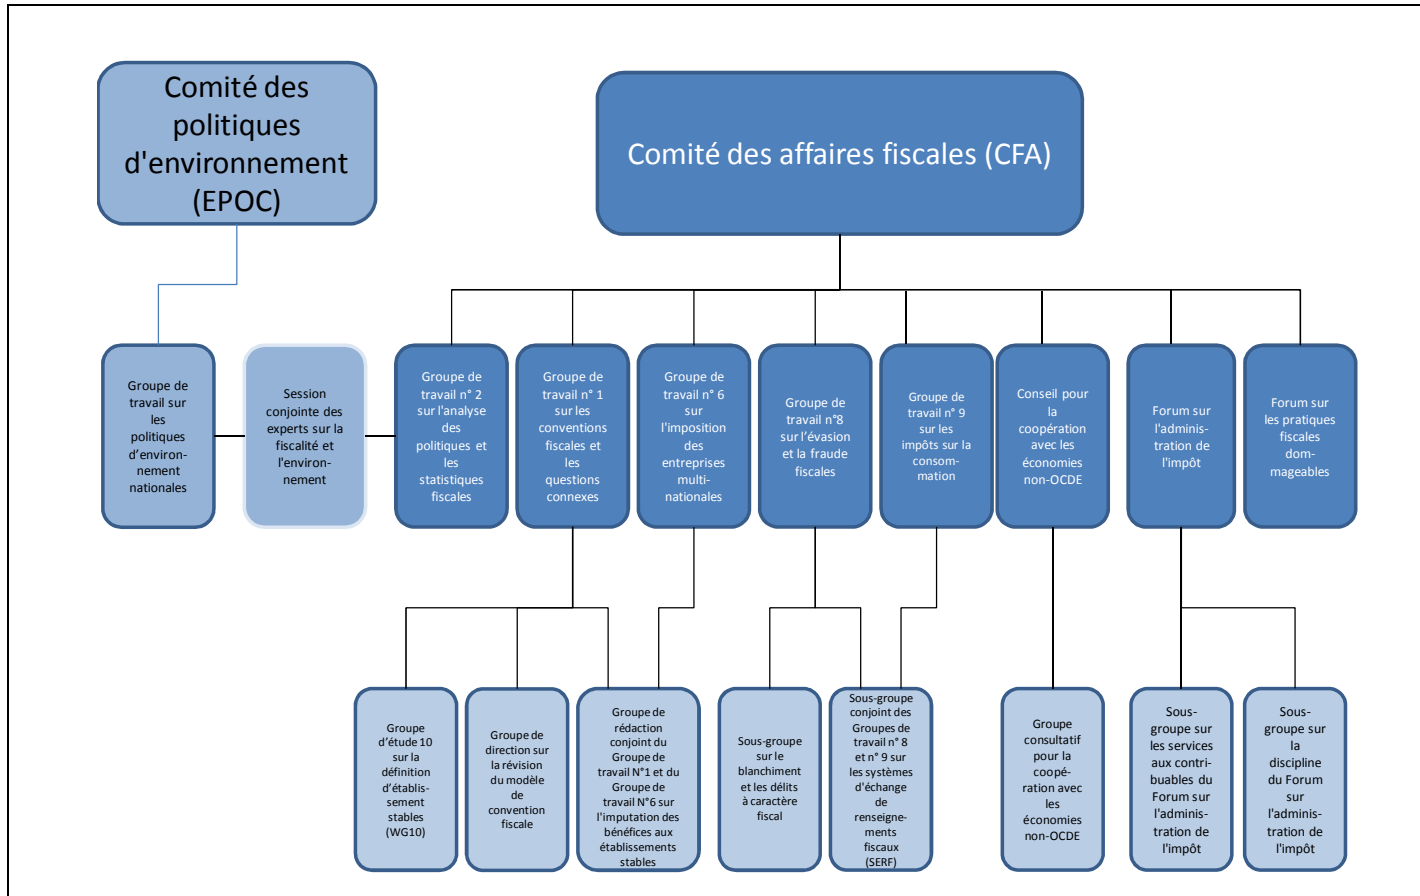 Comité des
politiques
d'environnement
(EPOC)
Comité des affaires fiscales (CFA)
Groupe de
travail sur
les
politiques
d’environ-
nement
nationales
Session
conjointe des
experts sur la
fiscalité et
l'environ-
nement
Groupe de
travail n° 2
sur l'analyse
des
politiques et
les
statistiques
fiscales
Groupe de
travail n° 1
sur les
conventions
fiscales et
les
questions
connexes
Groupe de
travail n° 6
sur
l'imposition
des
entreprises
multi-
nationales
Groupe de
travail n°8
sur l’évasion
et la fraude
fiscales
Groupe de
travail n° 9
sur les
impôts sur la
consom-
mation
Conseil pour
la
coopération
avec les
économies
non-OCDE
Forum sur
l'adminis-
tration de
l'impôt
Forum sur
les pratiques
fiscales
dom-
mageables
Groupe
d’étude 10
sur la
définition
d’établis-
sement
stables
(WG10)
Groupe de
direction sur
la révision
du modèle
de
convention
fiscale
Groupe de
rédaction
conjoint du
Groupe de
travail N°1 et du
Groupe de
travail N°6 sur
l'imputation des
bénéfices aux
établissements
stables
Sous-groupe
sur le
blanchiment
et les délits
à caractère
fiscal
Sous-groupe
conjoint des
Groupes de
travail n° 8
et n° 9 sur
les systèmes
d'échange
de
renseigne-
ments
fiscaux
(SERF)
Groupe
consultatif
pour la
coopé-
ration avec
les
économies
non-OCDE
Sous-
groupe sur
les services
aux contri-
buables du
Forum sur
l'adminis-
tration de
l'impôt
Sous-
groupe sur
la
discipline
du Forum
sur
l'adminis-
tration de
l'impôt